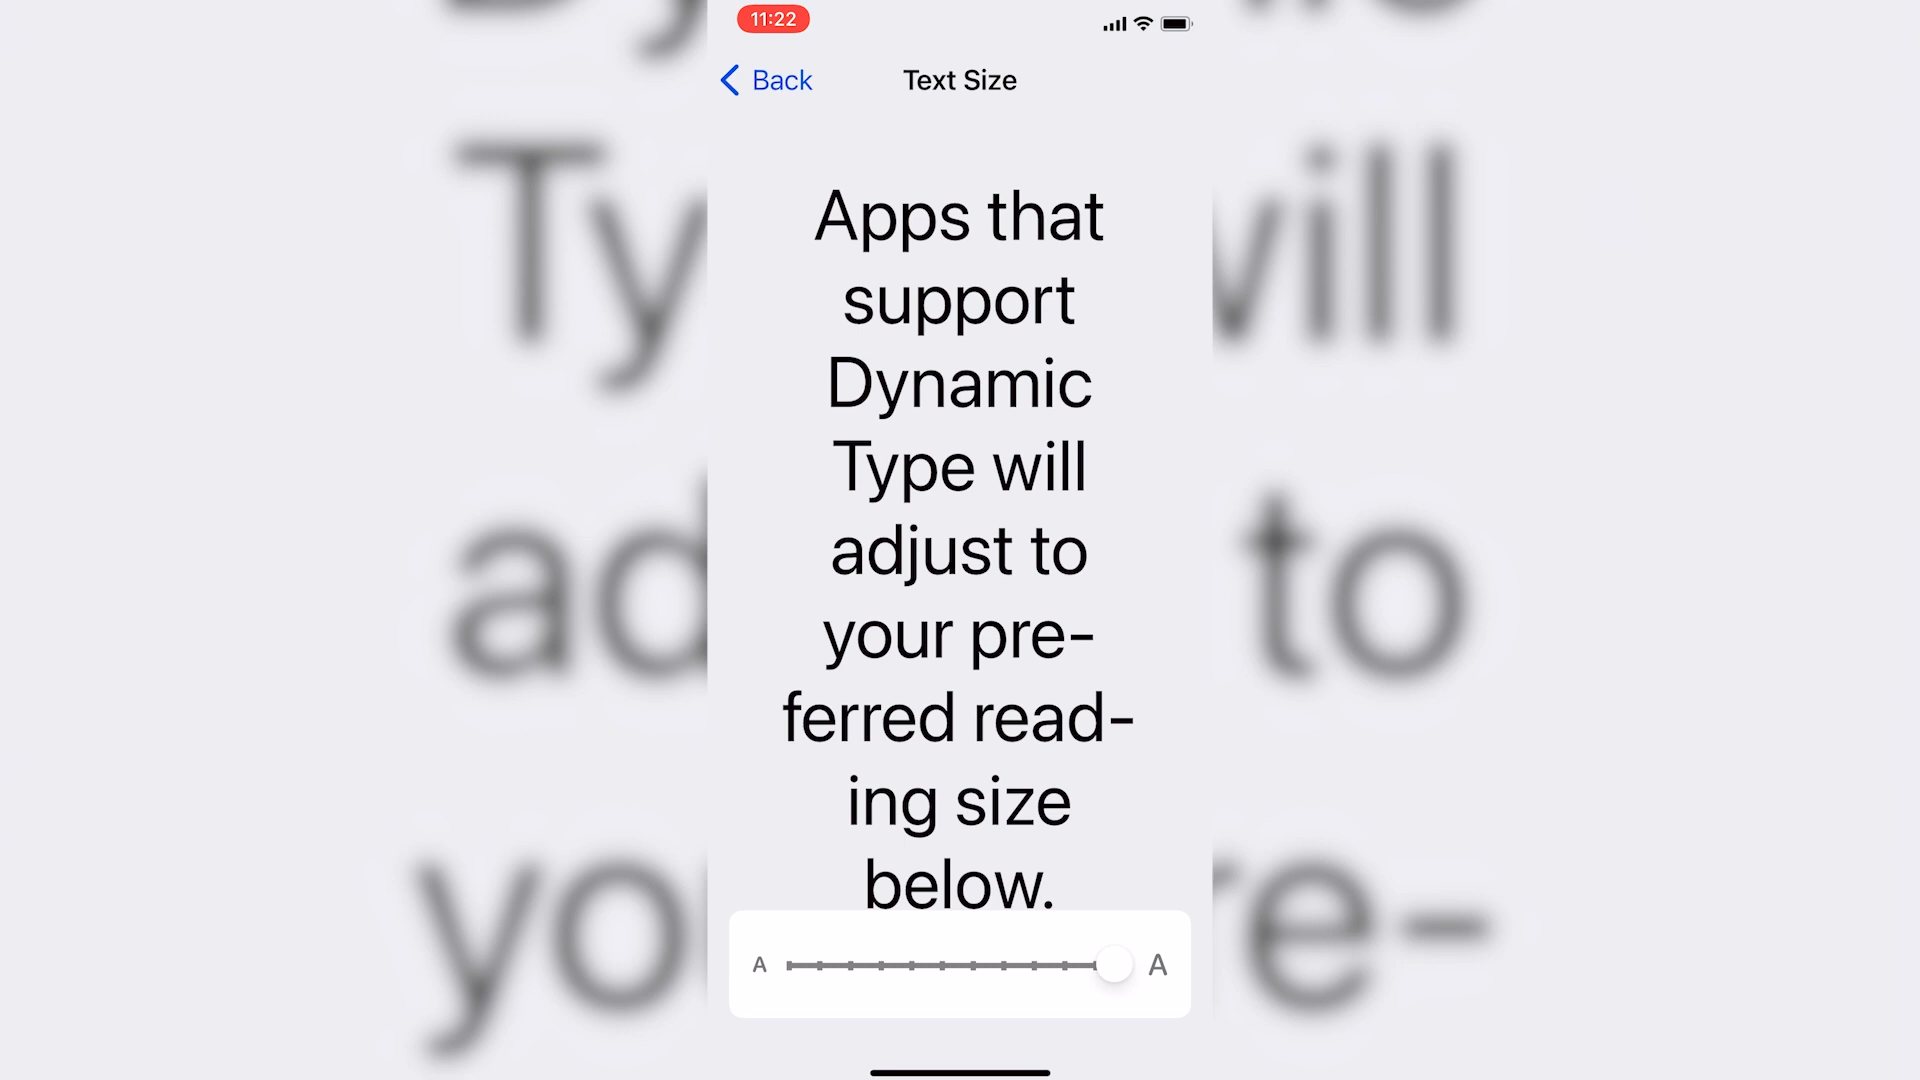 11:22
Back
Text Size
Apps that
support
Dynamic
Type will
adjust to
your pre-
ferred read-
ing size
below.
A A